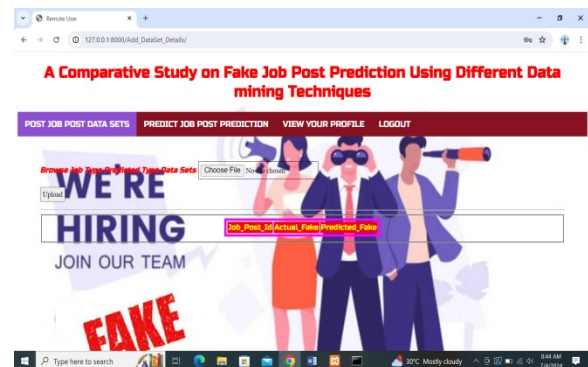 Remote User
127.0.0.1:8000/Add_DataSet_Details/
A Comparative Study on Fake Job Post Prediction Using Different Data
mining Techniques
POST JOB POST DATA SETS PREDICT JOB POST PREDICTION VIEW YOUR PROFILE LOGOUT
Browse Job Type Predicted Type Data Sets Choose File No file chosen
Upload
WE'RE
HIRING
Job_Post_Id Actual_Fake Predicted_Fake
JOIN OUR TEAM
FAKE
Type here to search 30°C Mostly cloudy 8:44 AM